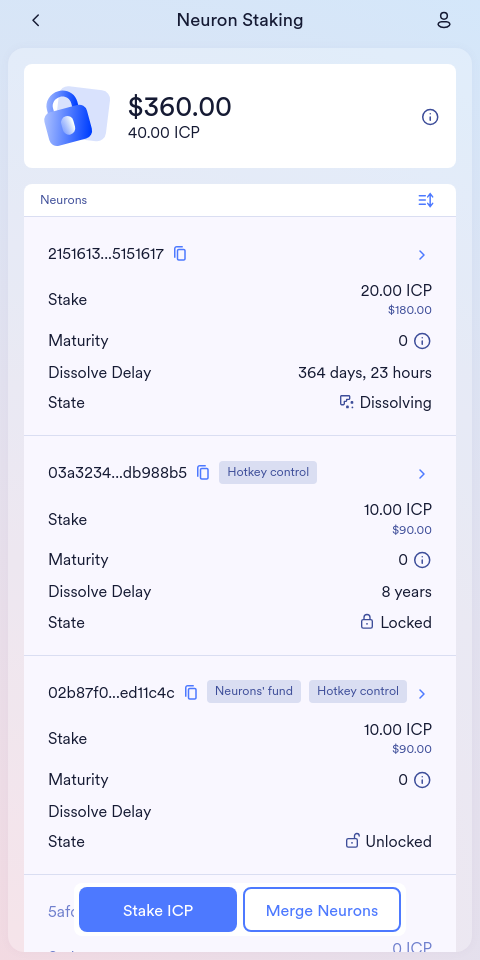 Neuron Staking
$360.00
40.00 ICP
Neurons
2151613...5151617
Stake 20.00 ICP
$180.00
Maturity 0
Dissolve Delay 364 days, 23 hours
State Dissolving
03a3234...db988b5 Hotkey control
Stake 10.00 ICP
$90.00
Maturity 0
Dissolve Delay 8 years
State Locked
02b87f0...ed11c4c Neurons' fund Hotkey control
Stake 10.00 ICP
$90.00
Maturity 0
Dissolve Delay
State Unlocked
Stake ICP Merge Neurons
0 ICP